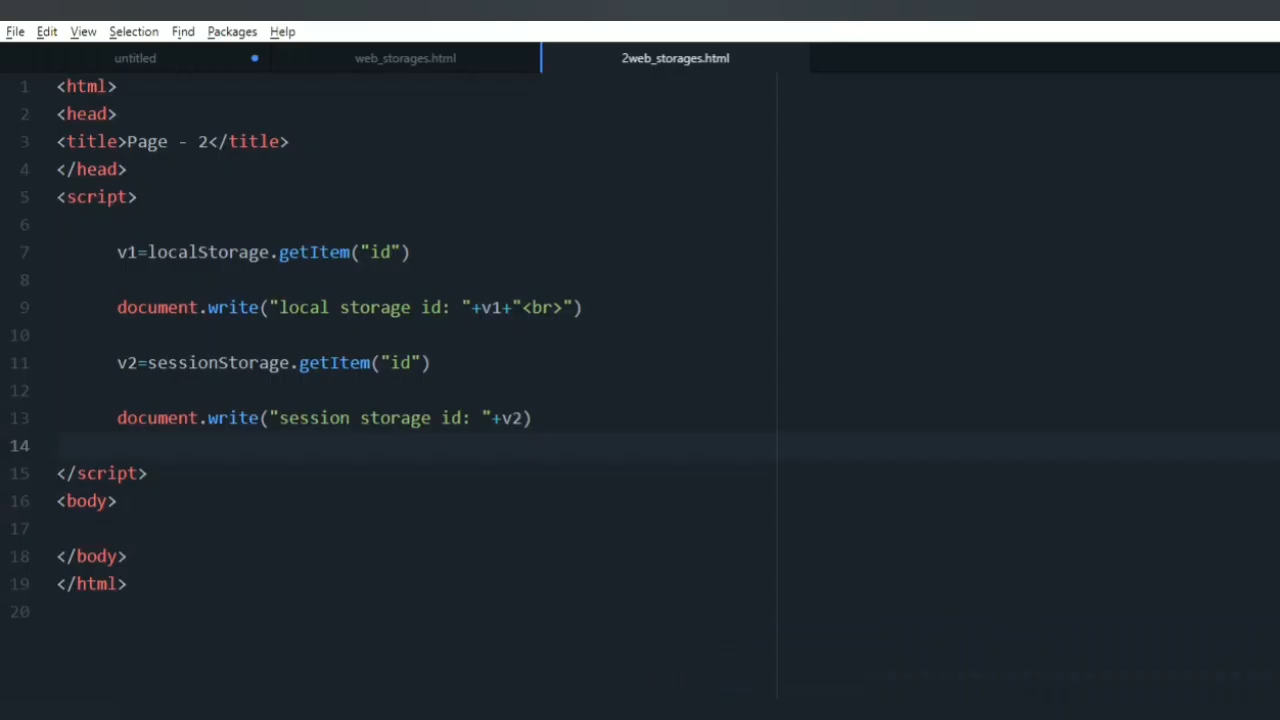 File Edit View Selection Find Packages Help
untitled web_storages.html 2web_storages.html
1 <html>
2 <head>
3 <title>Page - 2</title>
4 </head>
5 <script>
6
7 v1=localStorage.getItem("id")
8
9 document.write("local storage id: "+v1+"<br>")
10
11 v2=sessionStorage.getItem("id")
12
13 document.write("session storage id: "+v2)
14
15 </script>
16 <body>
17
18 </body>
19 </html>
20